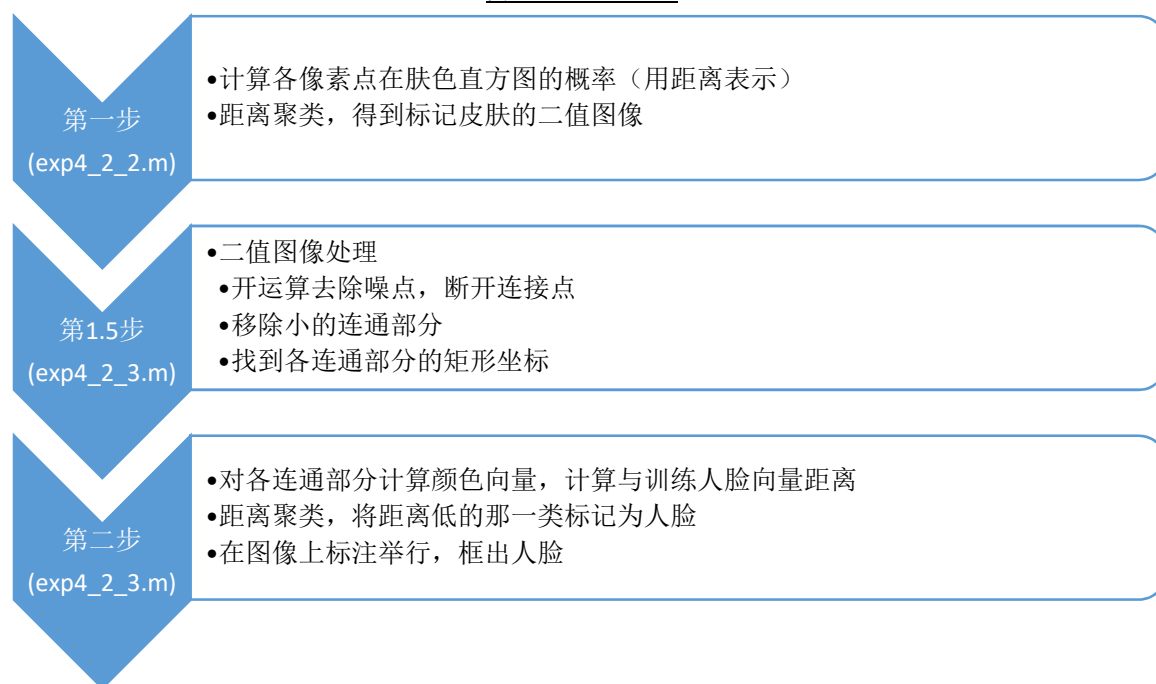 第一步
(exp4_2_2.m)
•计算各像素点在肤色直方图的概率（用距离表示）
•距离聚类，得到标记皮肤的二值图像
第1.5步
(exp4_2_3.m)
•二值图像处理
•开运算去除噪点，断开连接点
•移除小的连通部分
•找到各连通部分的矩形坐标
第二步
(exp4_2_3.m)
•对各连通部分计算颜色向量，计算与训练人脸向量距离
•距离聚类，将距离低的那一类标记为人脸
•在图像上标注举行，框出人脸